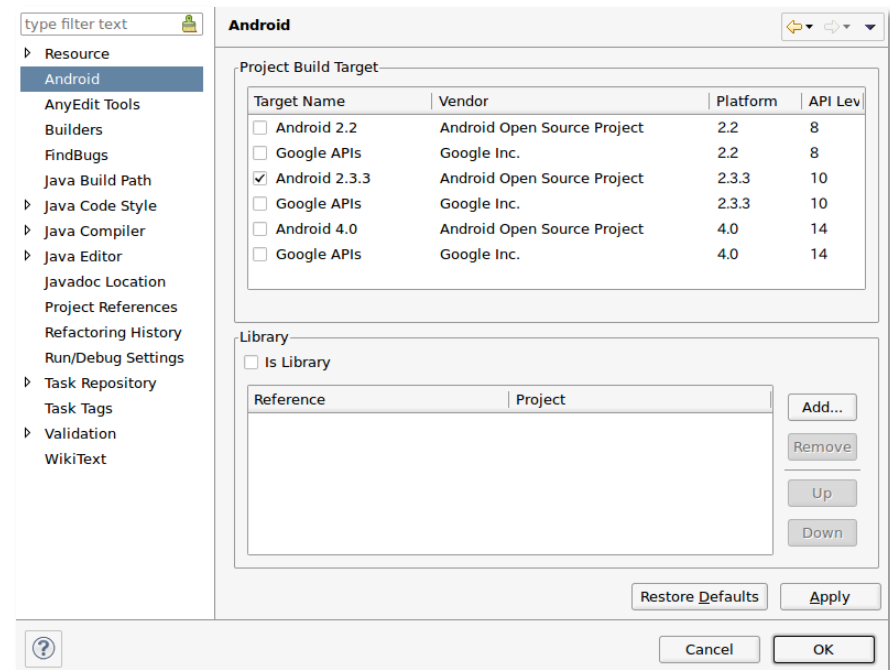 type filter text
Resource
Android
AnyEdit Tools
Builders
FindBugs
Java Build Path
Java Code Style
Java Compiler
Java Editor
Javadoc Location
Project References
Refactoring History
Run/Debug Settings
Task Repository
Task Tags
Validation
WikiText
Android
Project Build Target
Target Name Vendor Platform API Lev
Android 2.2 Android Open Source Project 2.2 8
Google APIs Google Inc. 2.2 8
Android 2.3.3 Android Open Source Project 2.3.3 10
Google APIs Google Inc. 2.3.3 10
Android 4.0 Android Open Source Project 4.0 14
Google APIs Google Inc. 4.0 14
Library
Is Library
Reference Project
Add...
Remove
Up
Down
Restore Defaults Apply
? Cancel OK